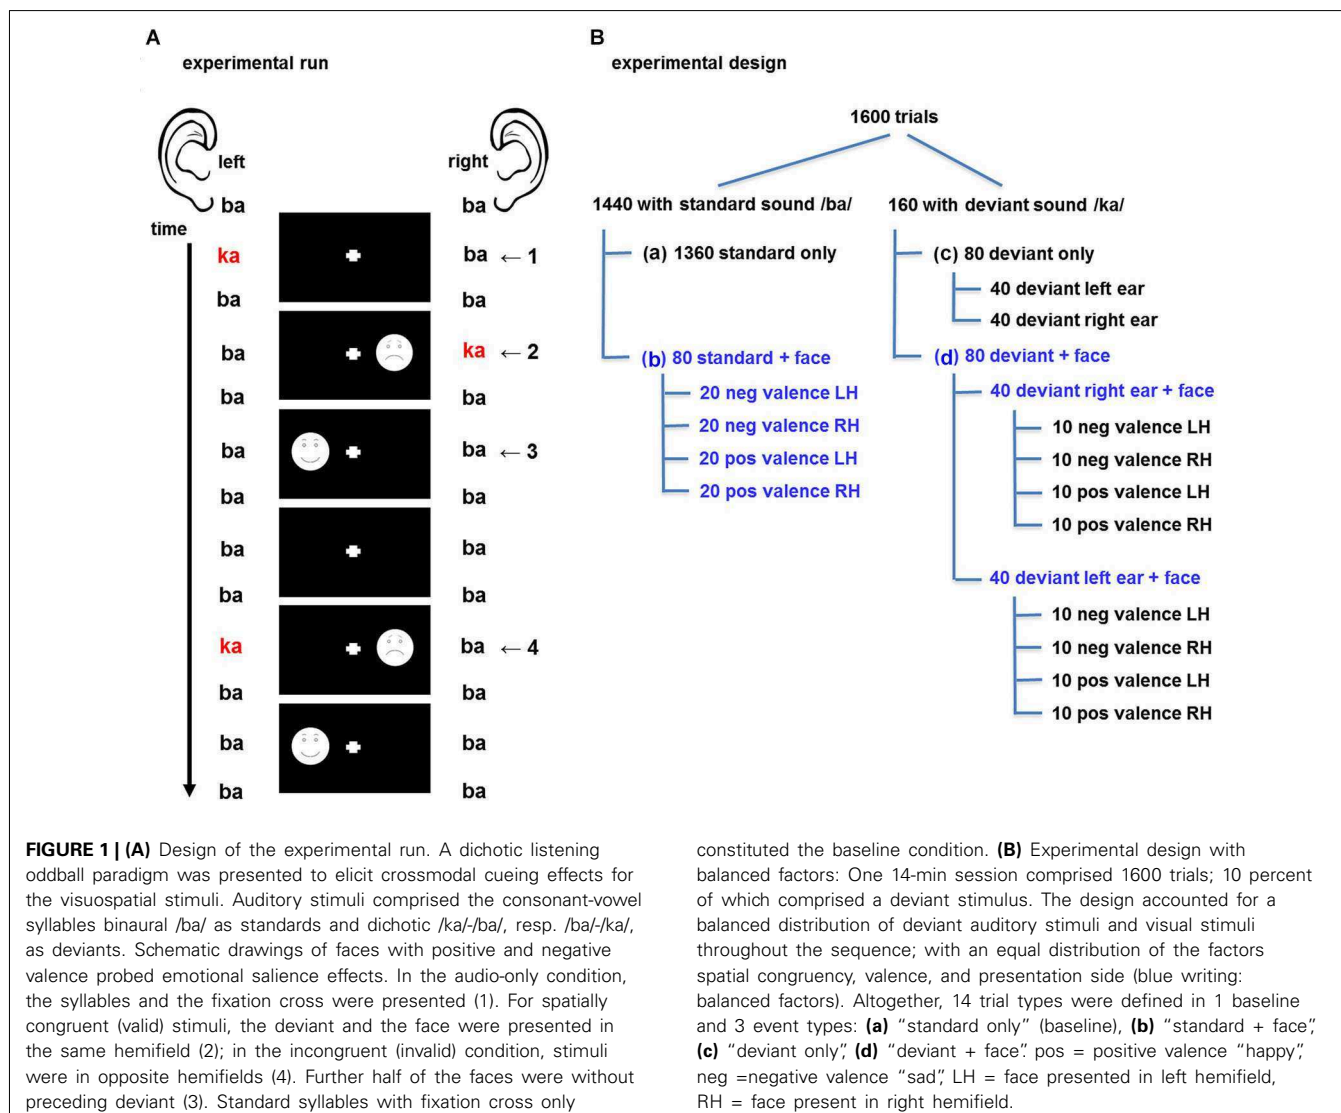 A
experimental run
left
right
ba
ba
time
ka
ba ← 1
ba
ba
ba
ka ← 2
ba
ba
ba
ba ← 3
ba
ba
ba
ba
ba
ba
ka
ba ← 4
ba
ba
ba
ba
ba
ba
B
experimental design
1600 trials
1440 with standard sound /ba/
160 with deviant sound /ka/
(a) 1360 standard only
(c) 80 deviant only
40 deviant left ear
40 deviant right ear
(b) 80 standard + face
(d) 80 deviant + face
20 neg valence LH
20 neg valence RH
20 pos valence LH
20 pos valence RH
40 deviant right ear + face
10 neg valence LH
10 neg valence RH
10 pos valence LH
10 pos valence RH
40 deviant left ear + face
10 neg valence LH
10 neg valence RH
10 pos valence LH
10 pos valence RH
FIGURE 1 | (A) Design of the experimental run. A dichotic listening
oddball paradigm was presented to elicit crossmodal cueing effects for
the visuospatial stimuli. Auditory stimuli comprised the consonant-vowel
syllables binaural /ba/ as standards and dichotic /ka/-/ba/, resp. /ba/-/ka/,
as deviants. Schematic drawings of faces with positive and negative
valence probed emotional salience effects. In the audio-only condition,
the syllables and the fixation cross were presented (1). For spatially
congruent (valid) stimuli, the deviant and the face were presented in
the same hemifield (2); in the incongruent (invalid) condition, stimuli
were in opposite hemifields (4). Further half of the faces were without
preceding deviant (3). Standard syllables with fixation cross only
constituted the baseline condition. (B) Experimental design with
balanced factors: One 14-min session comprised 1600 trials; 10 percent
of which comprised a deviant stimulus. The design accounted for a
balanced distribution of deviant auditory stimuli and visual stimuli
throughout the sequence; with an equal distribution of the factors
spatial congruency, valence, and presentation side (blue writing:
balanced factors). Altogether, 14 trial types were defined in 1 baseline
and 3 event types: (a) “standard only” (baseline), (b) “standard + face”,
(c) “deviant only”, (d) “deviant + face”. pos = positive valence “happy”,
neg =negative valence “sad”, LH = face presented in left hemifield,
RH = face present in right hemifield.